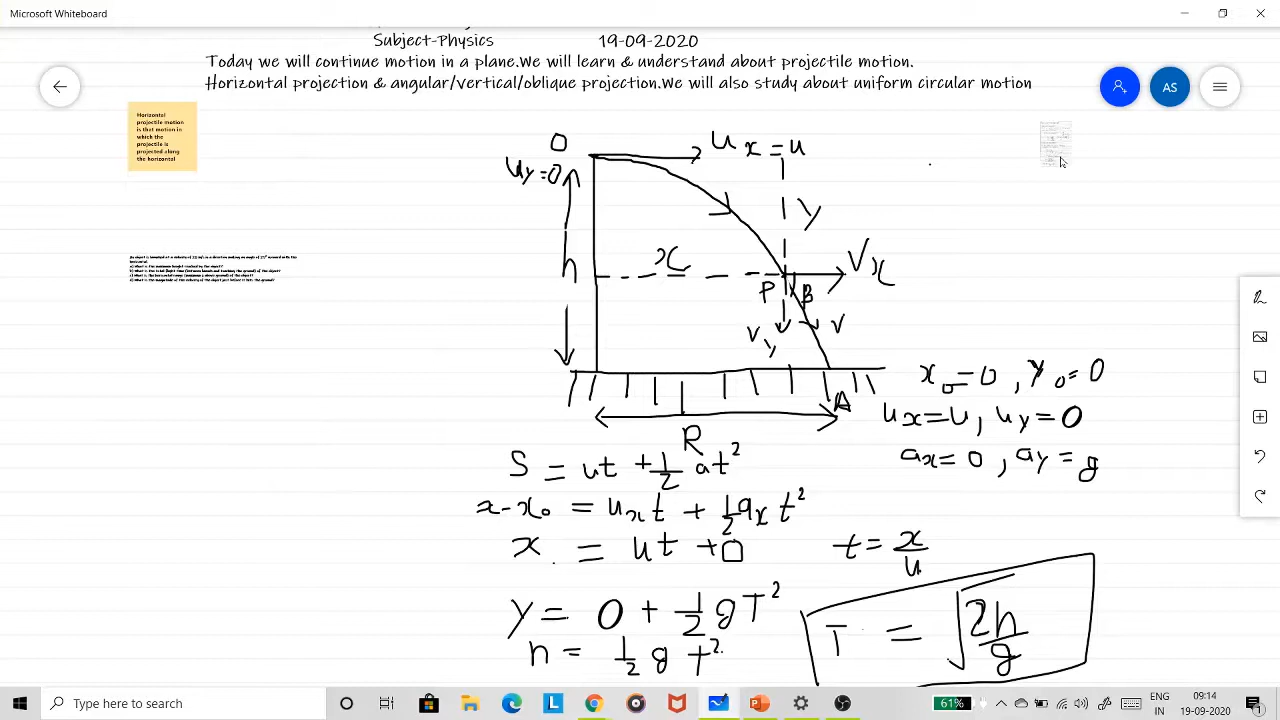 Microsoft Whiteboard
Subject-Physics 19-09-2020
Today we will continue motion in a plane.We will learn & understand about projectile motion.
Horizontal projection & angular/vertical/oblique projection.We will also study about uniform circular motion
AS
Horizontal
projectile motion
is that motion in
which the
projectile is
projected along
the horizontal
O
ux = u
uy=0
y
h
x
Vx
P
β
Vy
V
A
R
x0=0, y0=0
ux=u, uy=0
ax=0, ay=g
S = ut + 1/2 at²
x-x0 = uxt + 1/2 axt²
x = ut + 0
t = x/u
y = 0 + 1/2 gT²
h = 1/2 gT²
T = √2h/g
Type here to search
61%
ENG
IN
09:14
19-09-2020